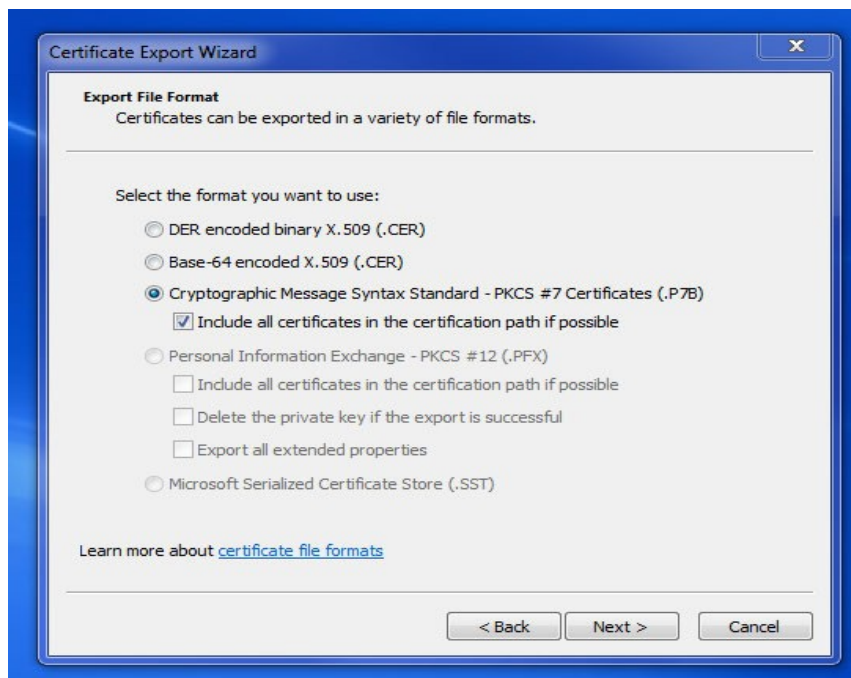 Certificate Export Wizard
Export File Format
Certificates can be exported in a variety of file formats.
Select the format you want to use:
DER encoded binary X.509 (.CER)
Base-64 encoded X.509 (.CER)
Cryptographic Message Syntax Standard - PKCS #7 Certificates (.P7B)
Include all certificates in the certification path if possible
Personal Information Exchange - PKCS #12 (.PFX)
Include all certificates in the certification path if possible
Delete the private key if the export is successful
Export all extended properties
Microsoft Serialized Certificate Store (.SST)
Learn more about certificate file formats
< Back Next > Cancel